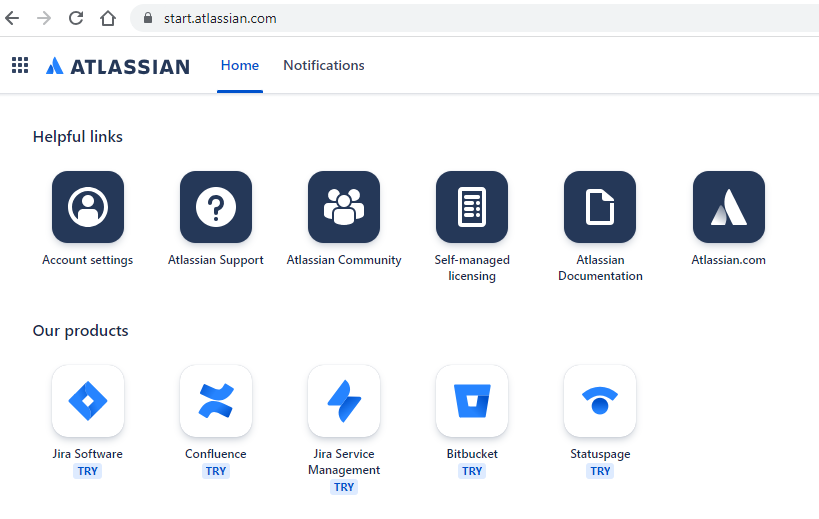 start.atlassian.com
ATLASSIAN Home Notifications
Helpful links
Account settings
Atlassian Support
Atlassian Community
Self-managed
licensing
Atlassian
Documentation
Atlassian.com
Our products
Jira Software
TRY
Confluence
TRY
Jira Service
Management
TRY
Bitbucket
TRY
Statuspage
TRY